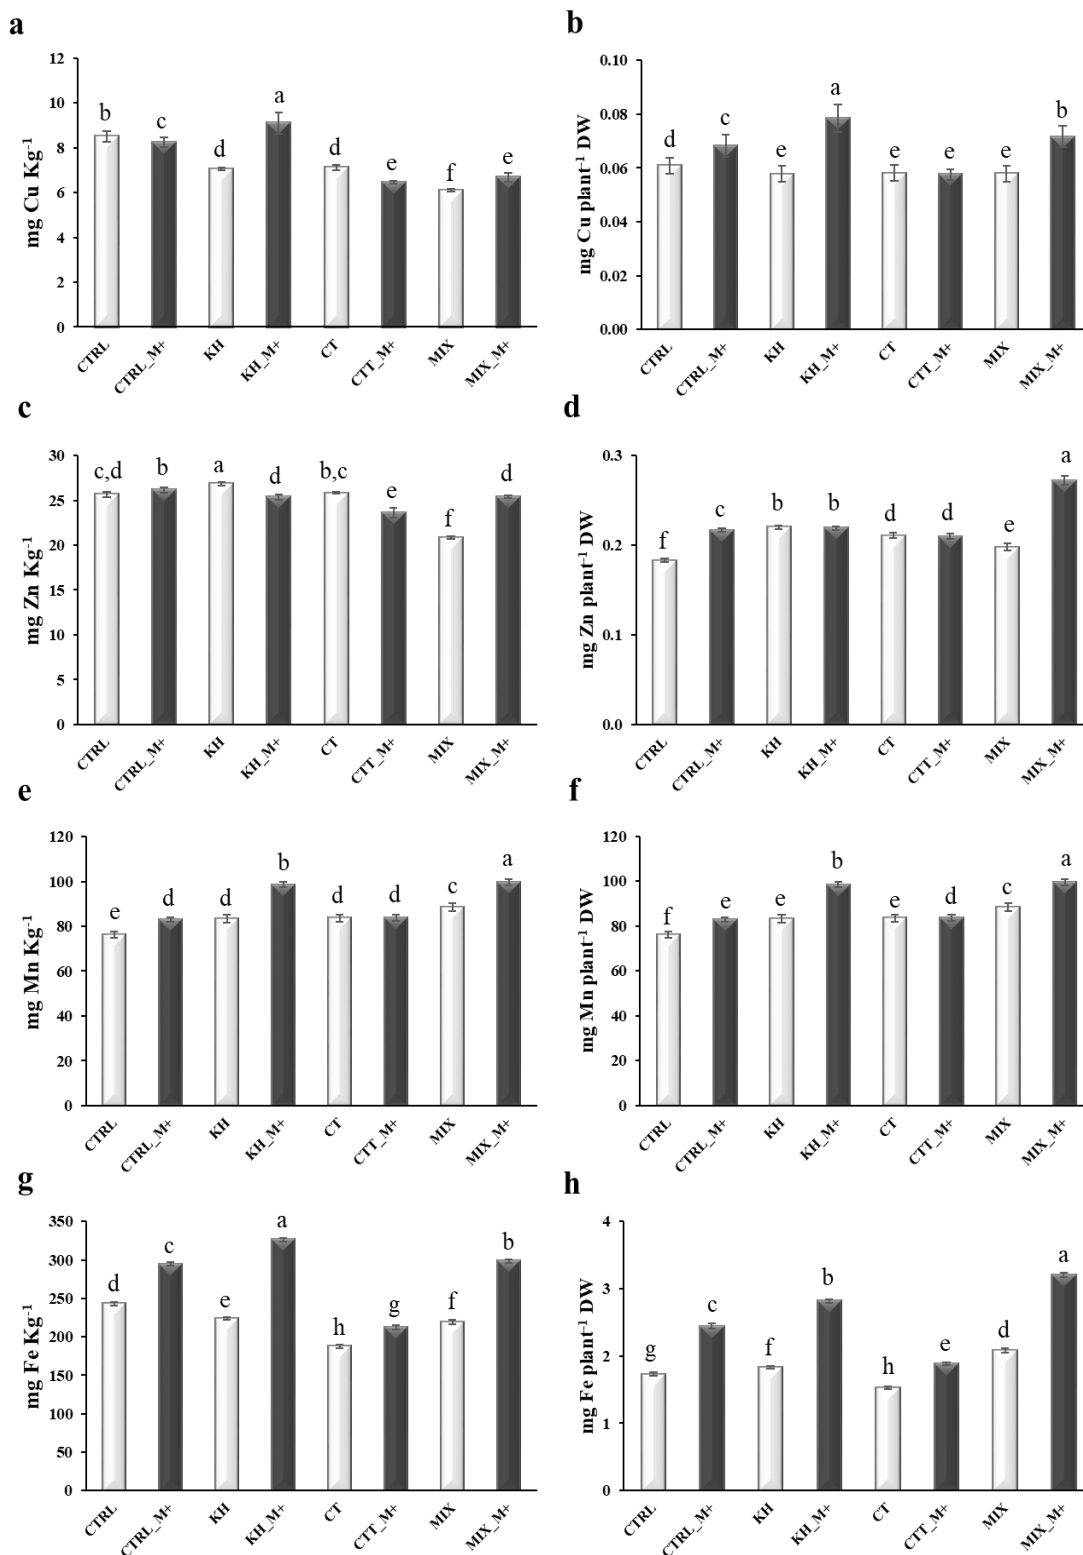 a
mg Cu Kg⁻¹
12
10
8
6
4
2
0
b
c
d
a
d
e
f
e
CTRL
CTRL_M+
KH
KH_M+
CT
CTT_M+
MIX
MIX_M+
b
mg Cu plant⁻¹ DW
0.10
0.08
0.06
0.04
0.02
0.00
d
c
e
a
e
e
e
b
CTRL
CTRL_M+
KH
KH_M+
CT
CTT_M+
MIX
MIX_M+
c
mg Zn Kg⁻¹
30
25
20
15
10
5
0
c,d
b
a
d
b,c
e
f
d
CTRL
CTRL_M+
KH
KH_M+
CT
CTT_M+
MIX
MIX_M+
d
mg Zn plant⁻¹ DW
0.3
0.2
0.1
0.0
f
c
b
b
d
d
e
a
CTRL
CTRL_M+
KH
KH_M+
CT
CTT_M+
MIX
MIX_M+
e
mg Mn Kg⁻¹
120
100
80
60
40
20
0
e
d
d
b
d
d
c
a
CTRL
CTRL_M+
KH
KH_M+
CT
CTT_M+
MIX
MIX_M+
f
mg Mn plant⁻¹ DW
120
100
80
60
40
20
0
f
e
e
b
e
d
c
a
CTRL
CTRL_M+
KH
KH_M+
CT
CTT_M+
MIX
MIX_M+
g
mg Fe Kg⁻¹
350
300
250
200
150
100
50
0
d
c
e
a
h
g
f
b
CTRL
CTRL_M+
KH
KH_M+
CT
CTT_M+
MIX
MIX_M+
h
mg Fe plant⁻¹ DW
4
3
2
1
0
g
c
f
b
h
e
d
a
CTRL
CTRL_M+
KH
KH_M+
CT
CTT_M+
MIX
MIX_M+